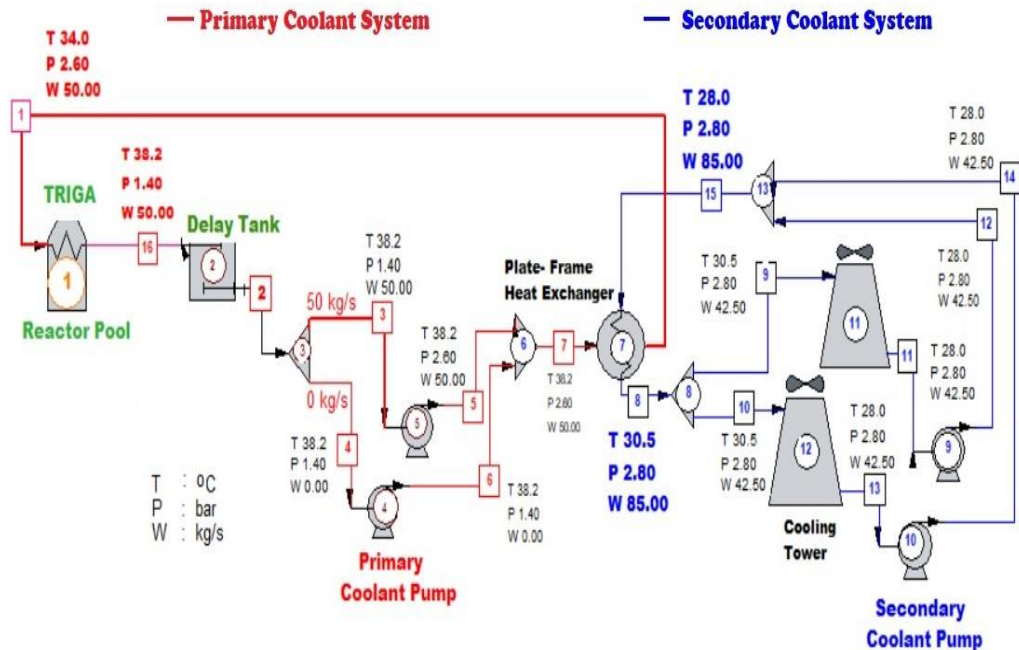 Primary Coolant System
Secondary Coolant System
T 34.0
P 2.60
W 50.00
1
T 38.2
P 1.40
W 50.00
TRIGA
1
Reactor Pool
16
Delay Tank
2
2
50 kg/s
3
0 kg/s
T 38.2
P 1.40
W 50.00
3
T 38.2
P 1.40
W 0.00
4
4
T 38.2
P 2.60
W 50.00
5
5
6
T 38.2
P 1.40
W 0.00
Primary
Coolant Pump
T : ºC
P : bar
W : kg/s
6
7
T 38.2
P 2.60
W 50.00
Plate- Frame
Heat Exchanger
7
T 28.0
P 2.80
W 85.00
15
13
T 28.0
P 2.80
W 42.50
14
12
T 28.0
P 2.80
W 42.50
8
T 30.5
P 2.80
W 85.00
8
T 30.5
P 2.80
W 42.50
9
11
11
T 28.0
P 2.80
W 42.50
9
10
T 30.5
P 2.80
W 42.50
12
Cooling
Tower
T 28.0
P 2.80
W 42.50
13
10
Secondary
Coolant Pump